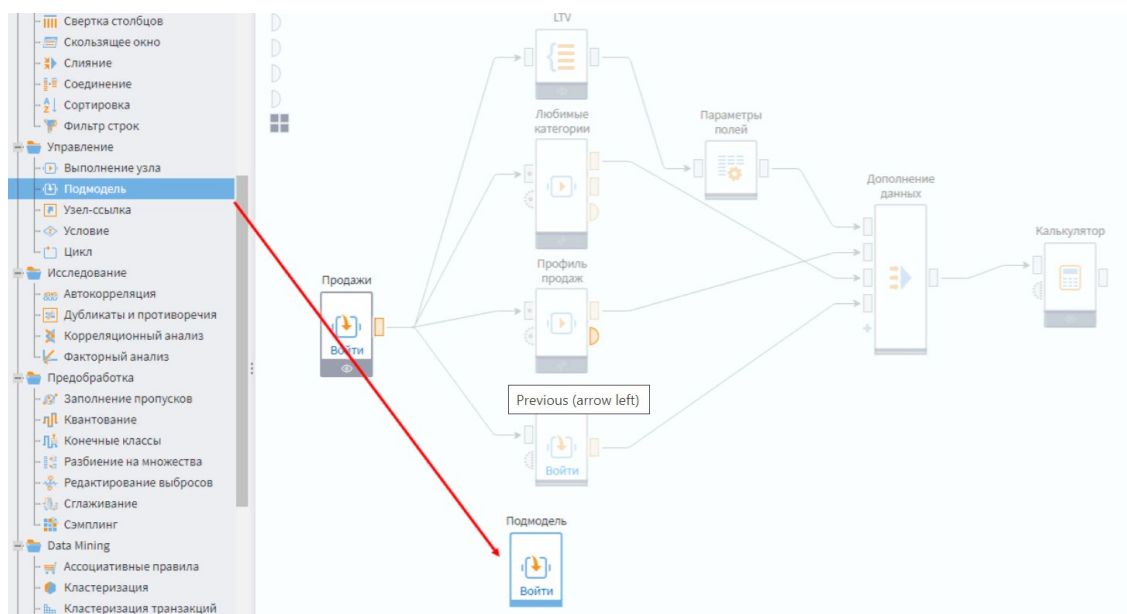 Свертка столбцов
Скользящее окно
Слияние
Соединение
Сортировка
Фильтр строк
Управление
Выполнение узла
Подмодель
Узел-ссылка
Условие
Цикл
Исследование
Автокорреляция
Дубликаты и противоречия
Корреляционный анализ
Факторный анализ
Предобработка
Заполнение пропусков
Квантование
Конечные классы
Разбиение на множества
Редактирование выбросов
Сглаживание
Сэмплинг
Data Mining
Ассоциативные правила
Кластеризация
Кластеризация транзакций
LTV
Любимые
категории
Параметры
полей
Дополнение
данных
Калькулятор
Продажи
Войти
Профиль
продаж
Previous (arrow left)
Войти
Подмодель
Войти